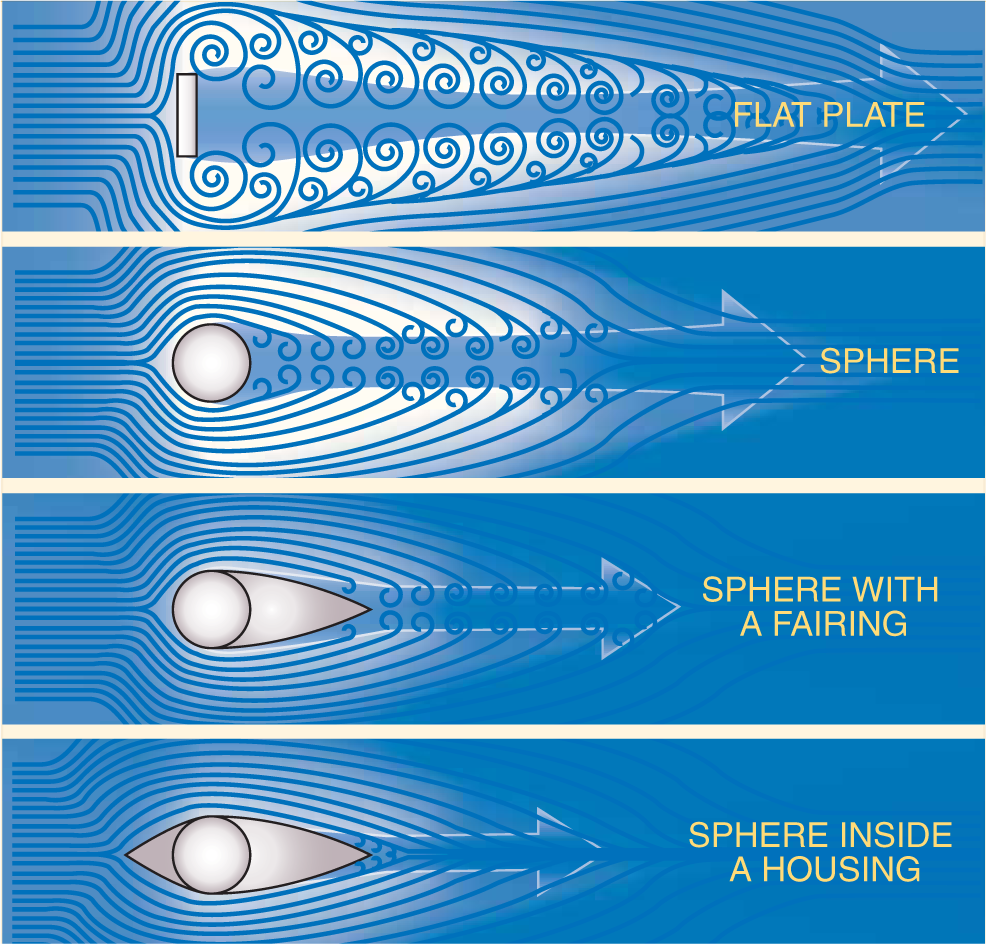 FLAT PLATE
SPHERE
SPHERE WITH
A FAIRING
SPHERE INSIDE
A HOUSING